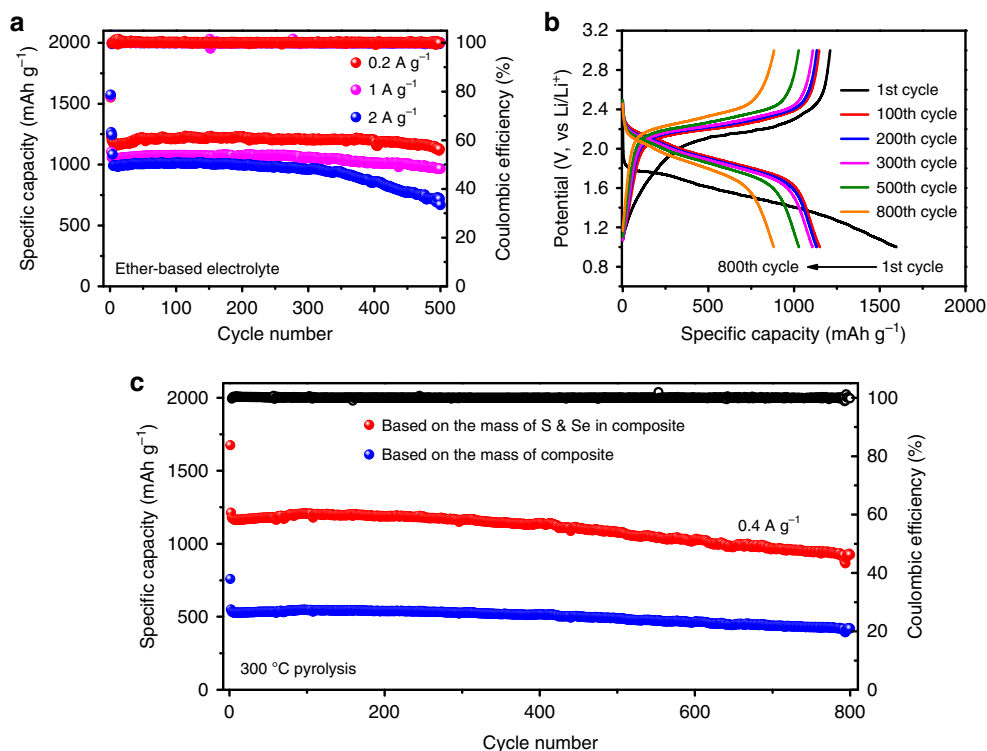 a
2000
1500
1000
500
0
Specific capacity (mAh g⁻¹)
100
80
60
40
20
0
Coulombic efficiency (%)
0.2 A g⁻¹
1 A g⁻¹
2 A g⁻¹
Ether-based electrolyte
0 100 200 300 400 500
Cycle number
b
3.2
2.8
2.4
2.0
1.6
1.2
0.8
Potential (V, vs Li/Li⁺)
1st cycle
100th cycle
200th cycle
300th cycle
500th cycle
800th cycle
800th cycle 1st cycle
0 500 1000 1500 2000
Specific capacity (mAh g⁻¹)
c
2000
1500
1000
500
0
Specific capacity (mAh g⁻¹)
100
80
60
40
20
0
Coulombic efficiency (%)
Based on the mass of S & Se in composite
Based on the mass of composite
0.4 A g⁻¹
300 °C pyrolysis
0 200 400 600 800
Cycle number